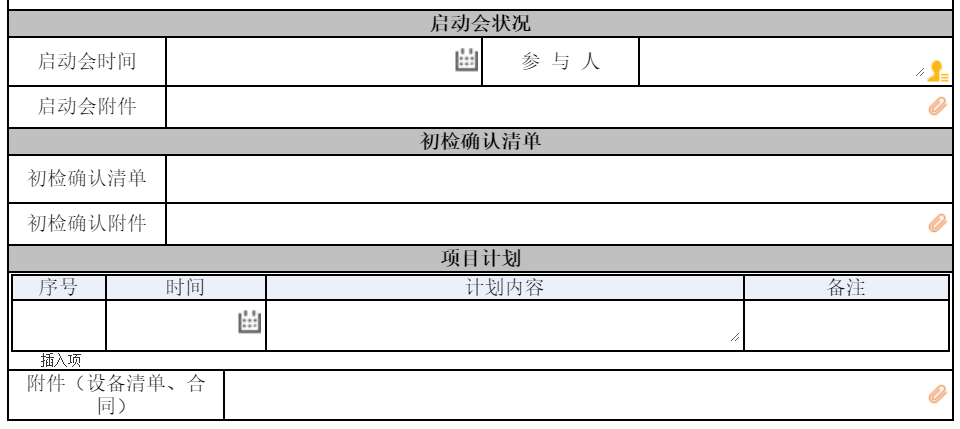 启动会状况
启动会时间 参 与 人
启动会附件
初检确认清单
初检确认清单
初检确认附件
项目计划
序号 时间 计划内容 备注
插入项
附件（设备清单、合
同）